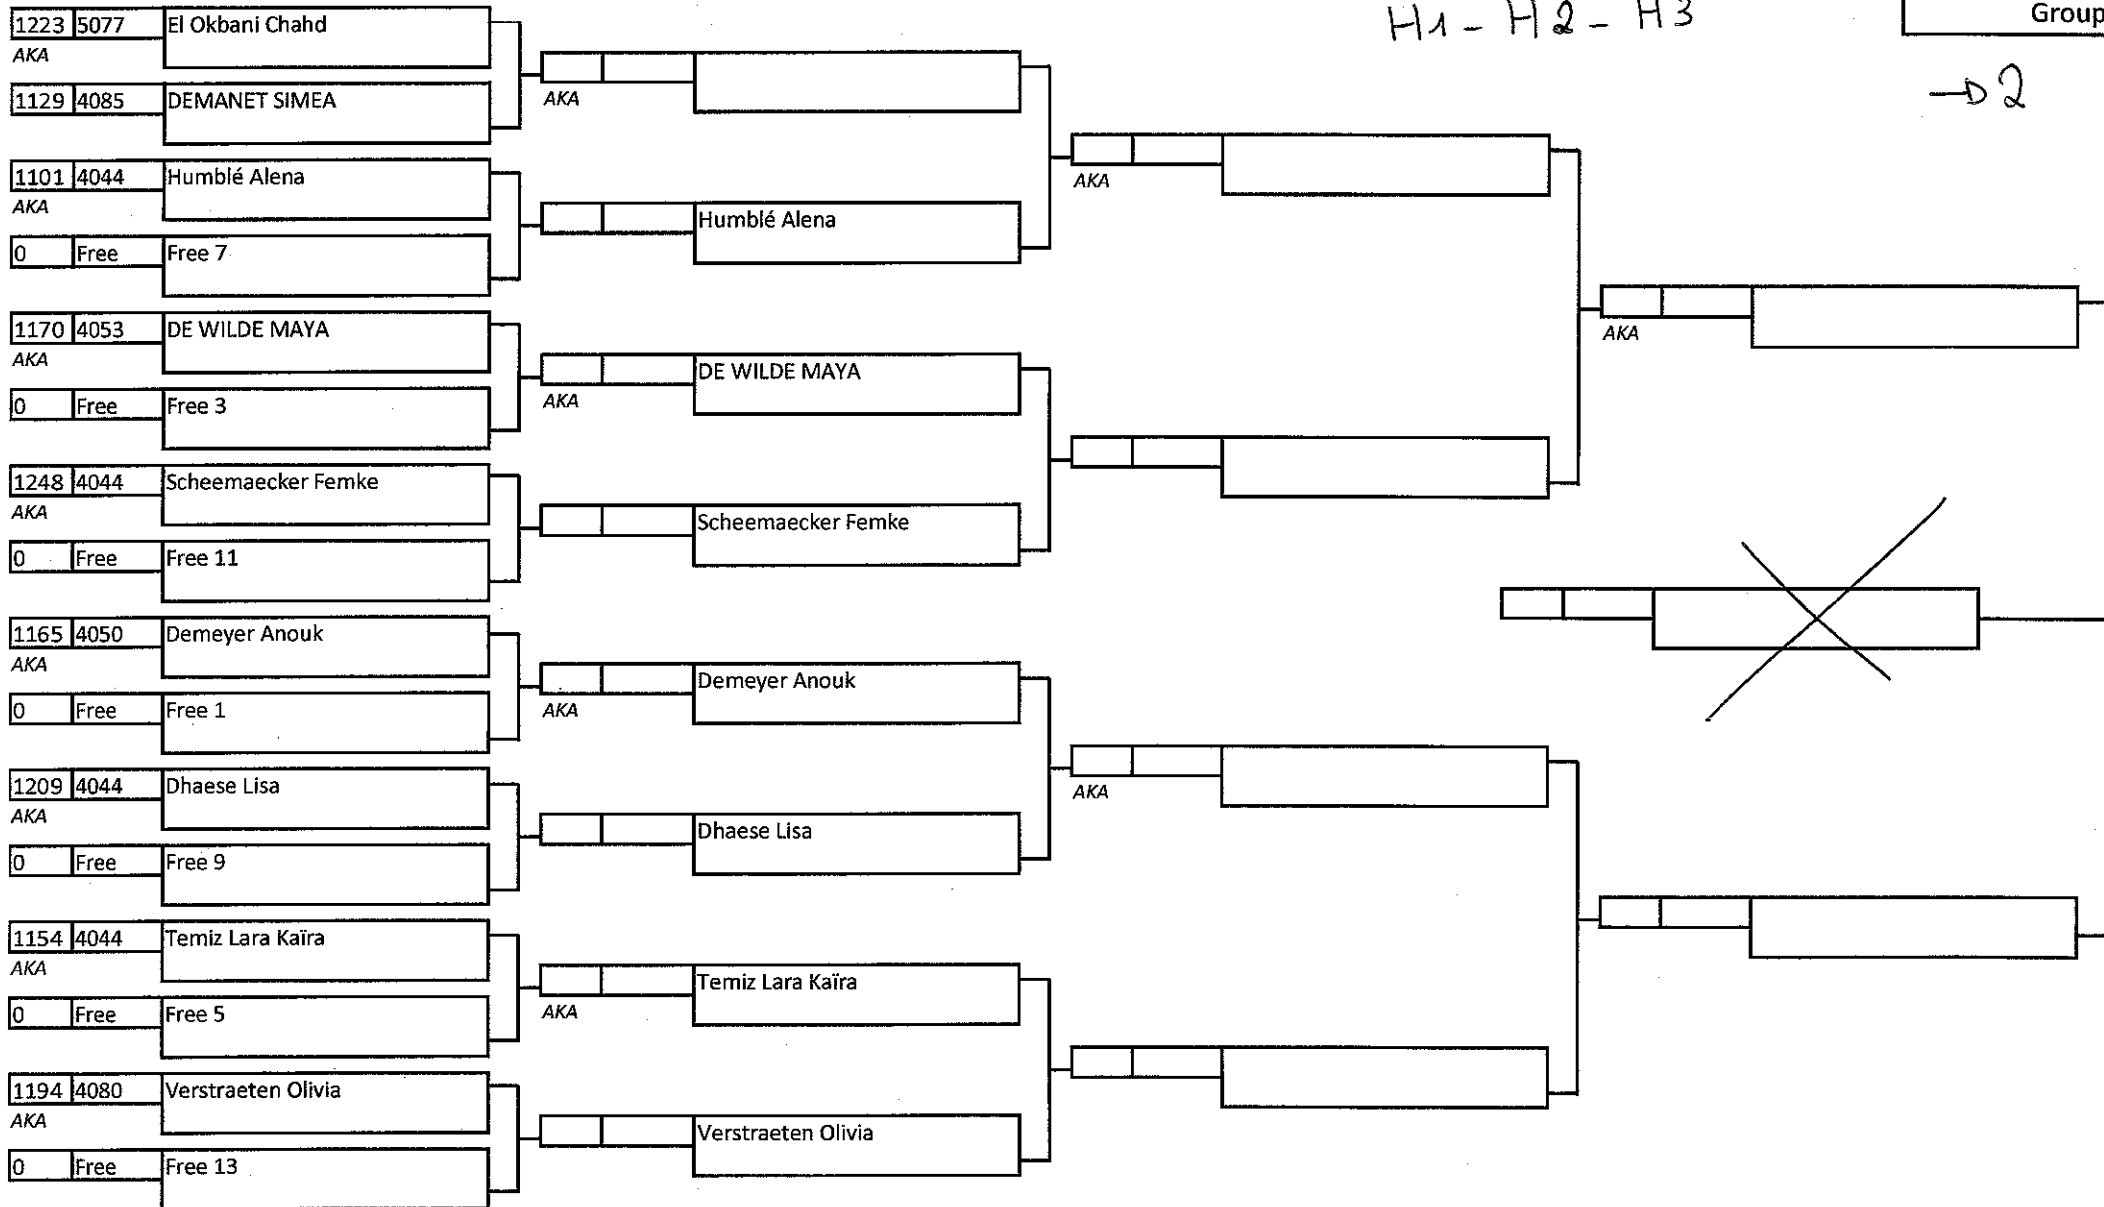 H1 - H2 - H3
Group
→ 2
1223 5077 El Okbani Chahd
AKA
1129 4085 DEMANET SIMEA
AKA
1101 4044 Humblé Alena
AKA
0 Free Free 7
Humblé Alena
AKA
1170 4053 DE WILDE MAYA
AKA
0 Free Free 3
DE WILDE MAYA
AKA
AKA
1248 4044 Scheemaecker Femke
AKA
0 Free Free 11
Scheemaecker Femke
1165 4050 Demeyer Anouk
AKA
0 Free Free 1
Demeyer Anouk
AKA
1209 4044 Dhaese Lisa
AKA
0 Free Free 9
Dhaese Lisa
AKA
1154 4044 Temiz Lara Kaïra
AKA
0 Free Free 5
Temiz Lara Kaïra
AKA
1194 4080 Verstraeten Olivia
AKA
0 Free Free 13
Verstraeten Olivia